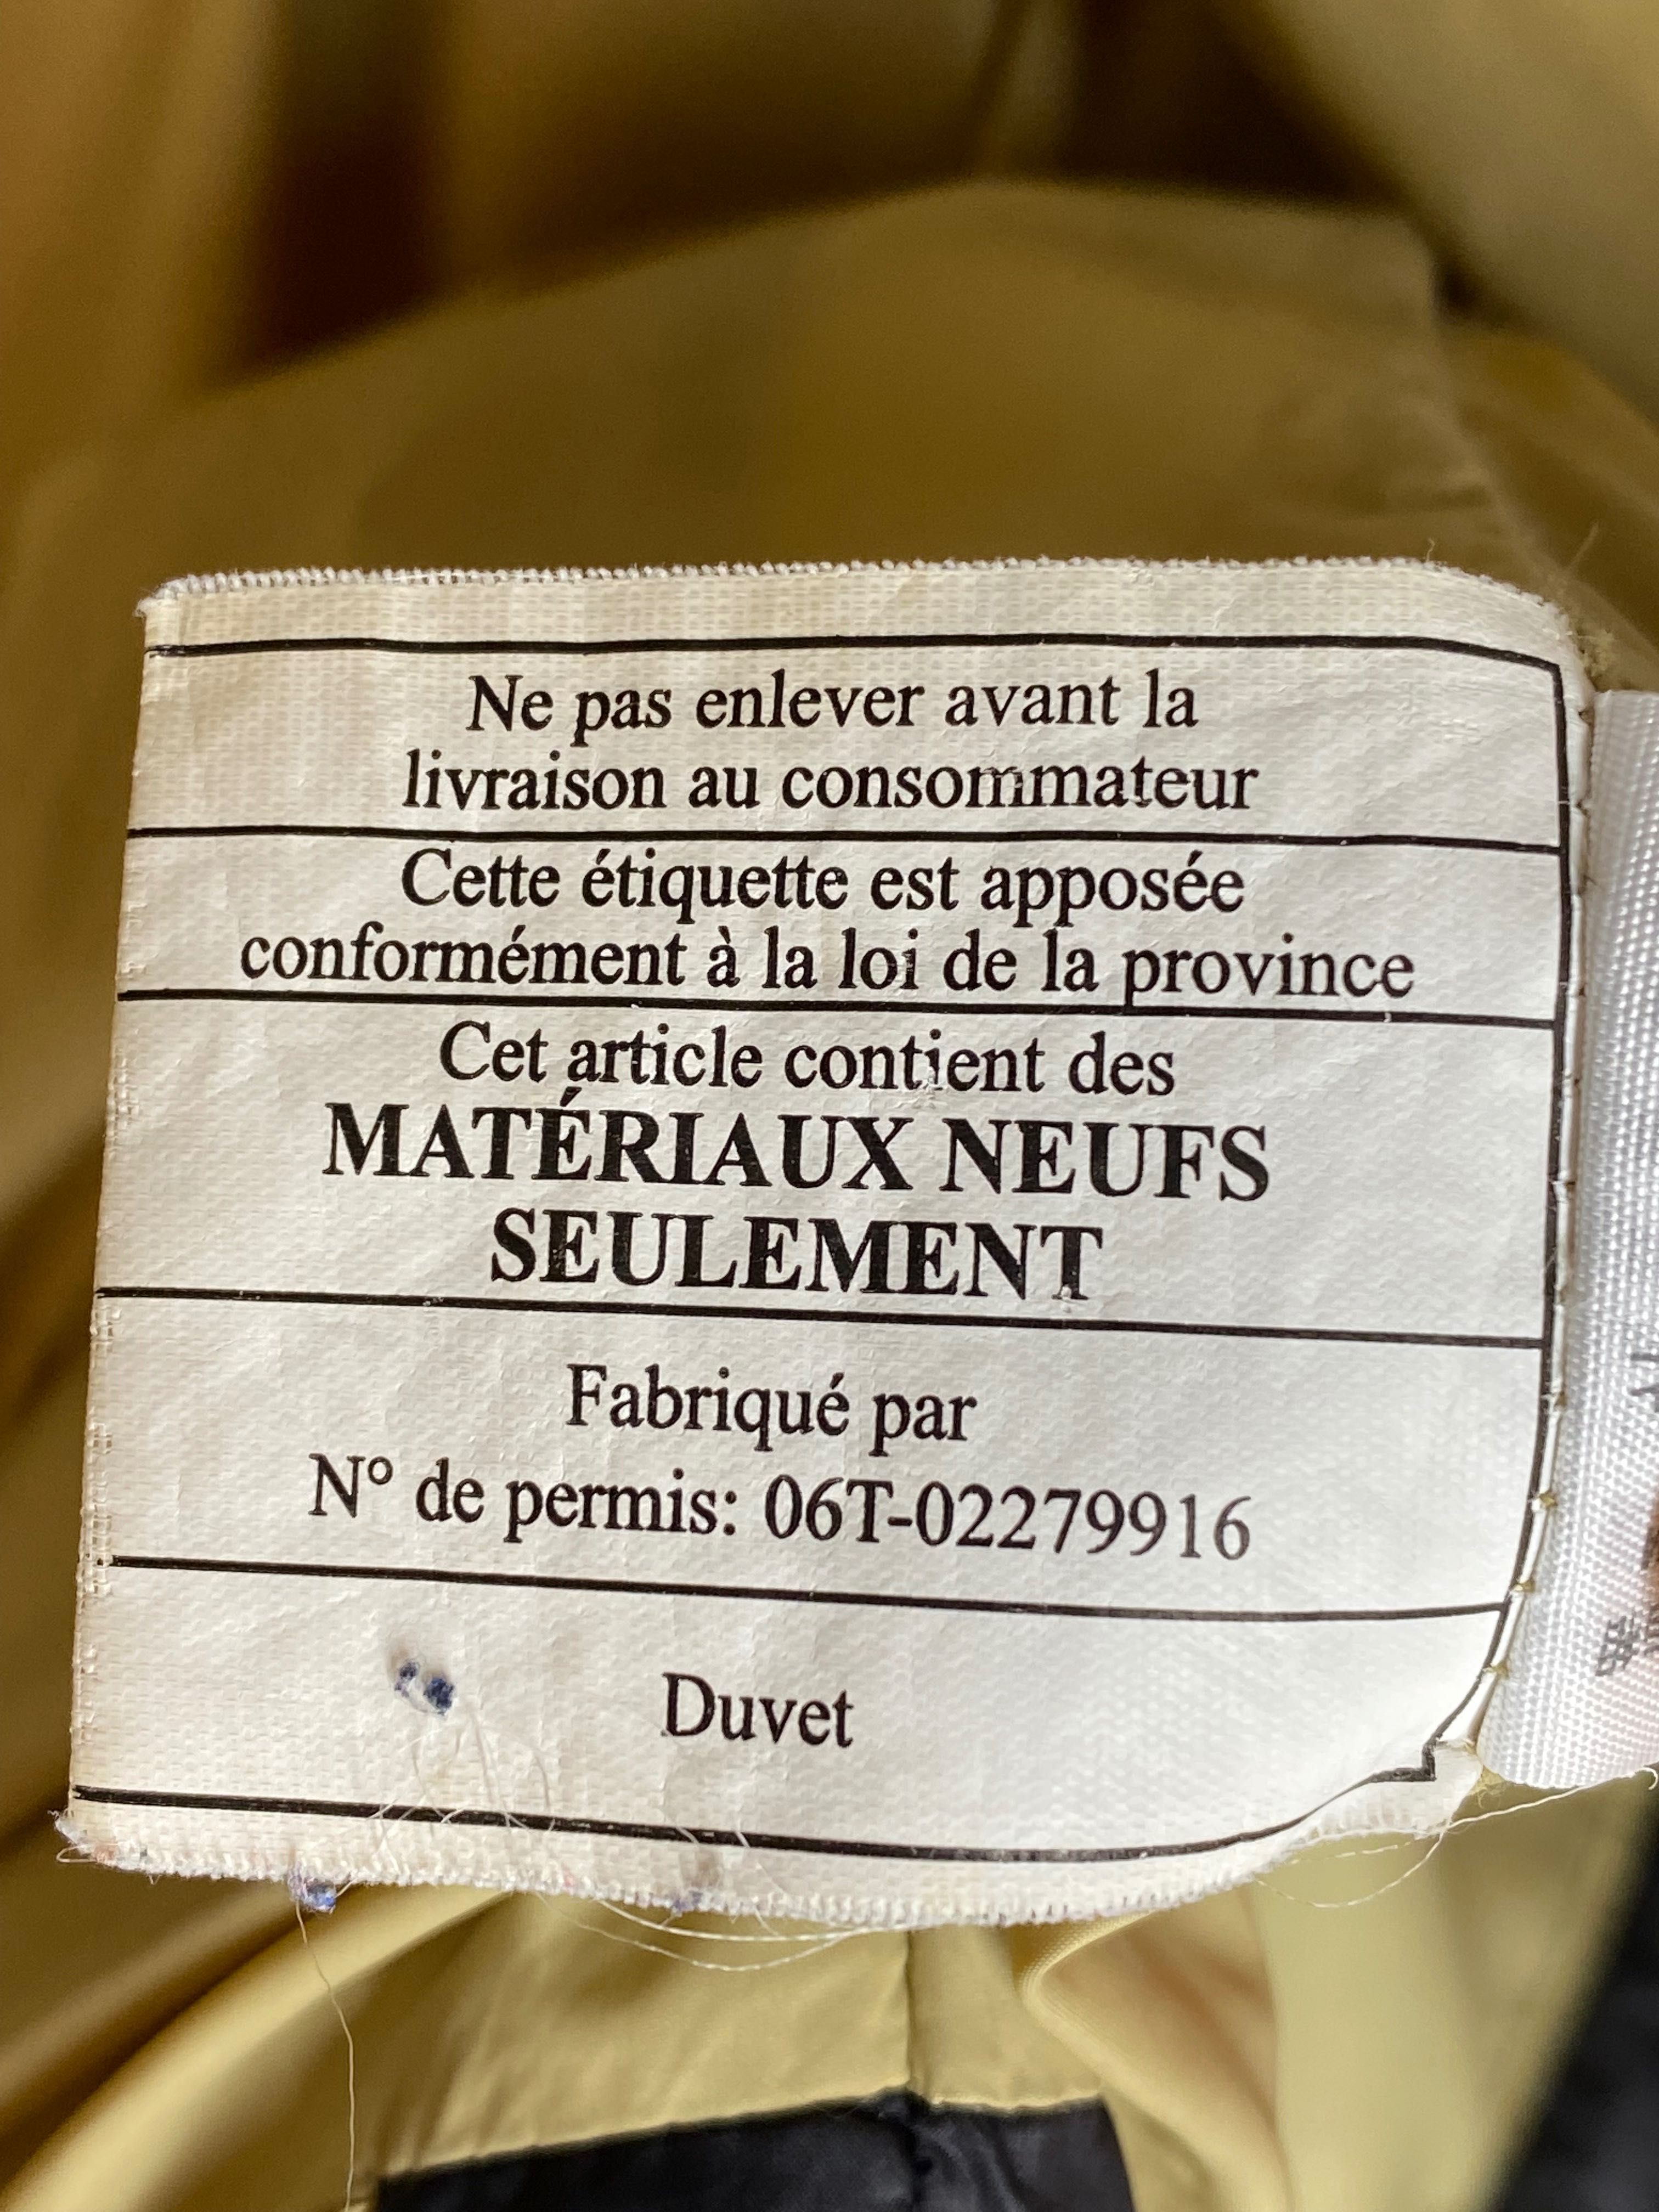 Ne pas enlever avant la
livraison au consommateur
Cette étiquette est apposée
conformément à la loi de la province
Cet article contient des
MATÉRIAUX NEUFS
SEULEMENT
Fabriqué par
N° de permis: 06T-02279916
Duvet